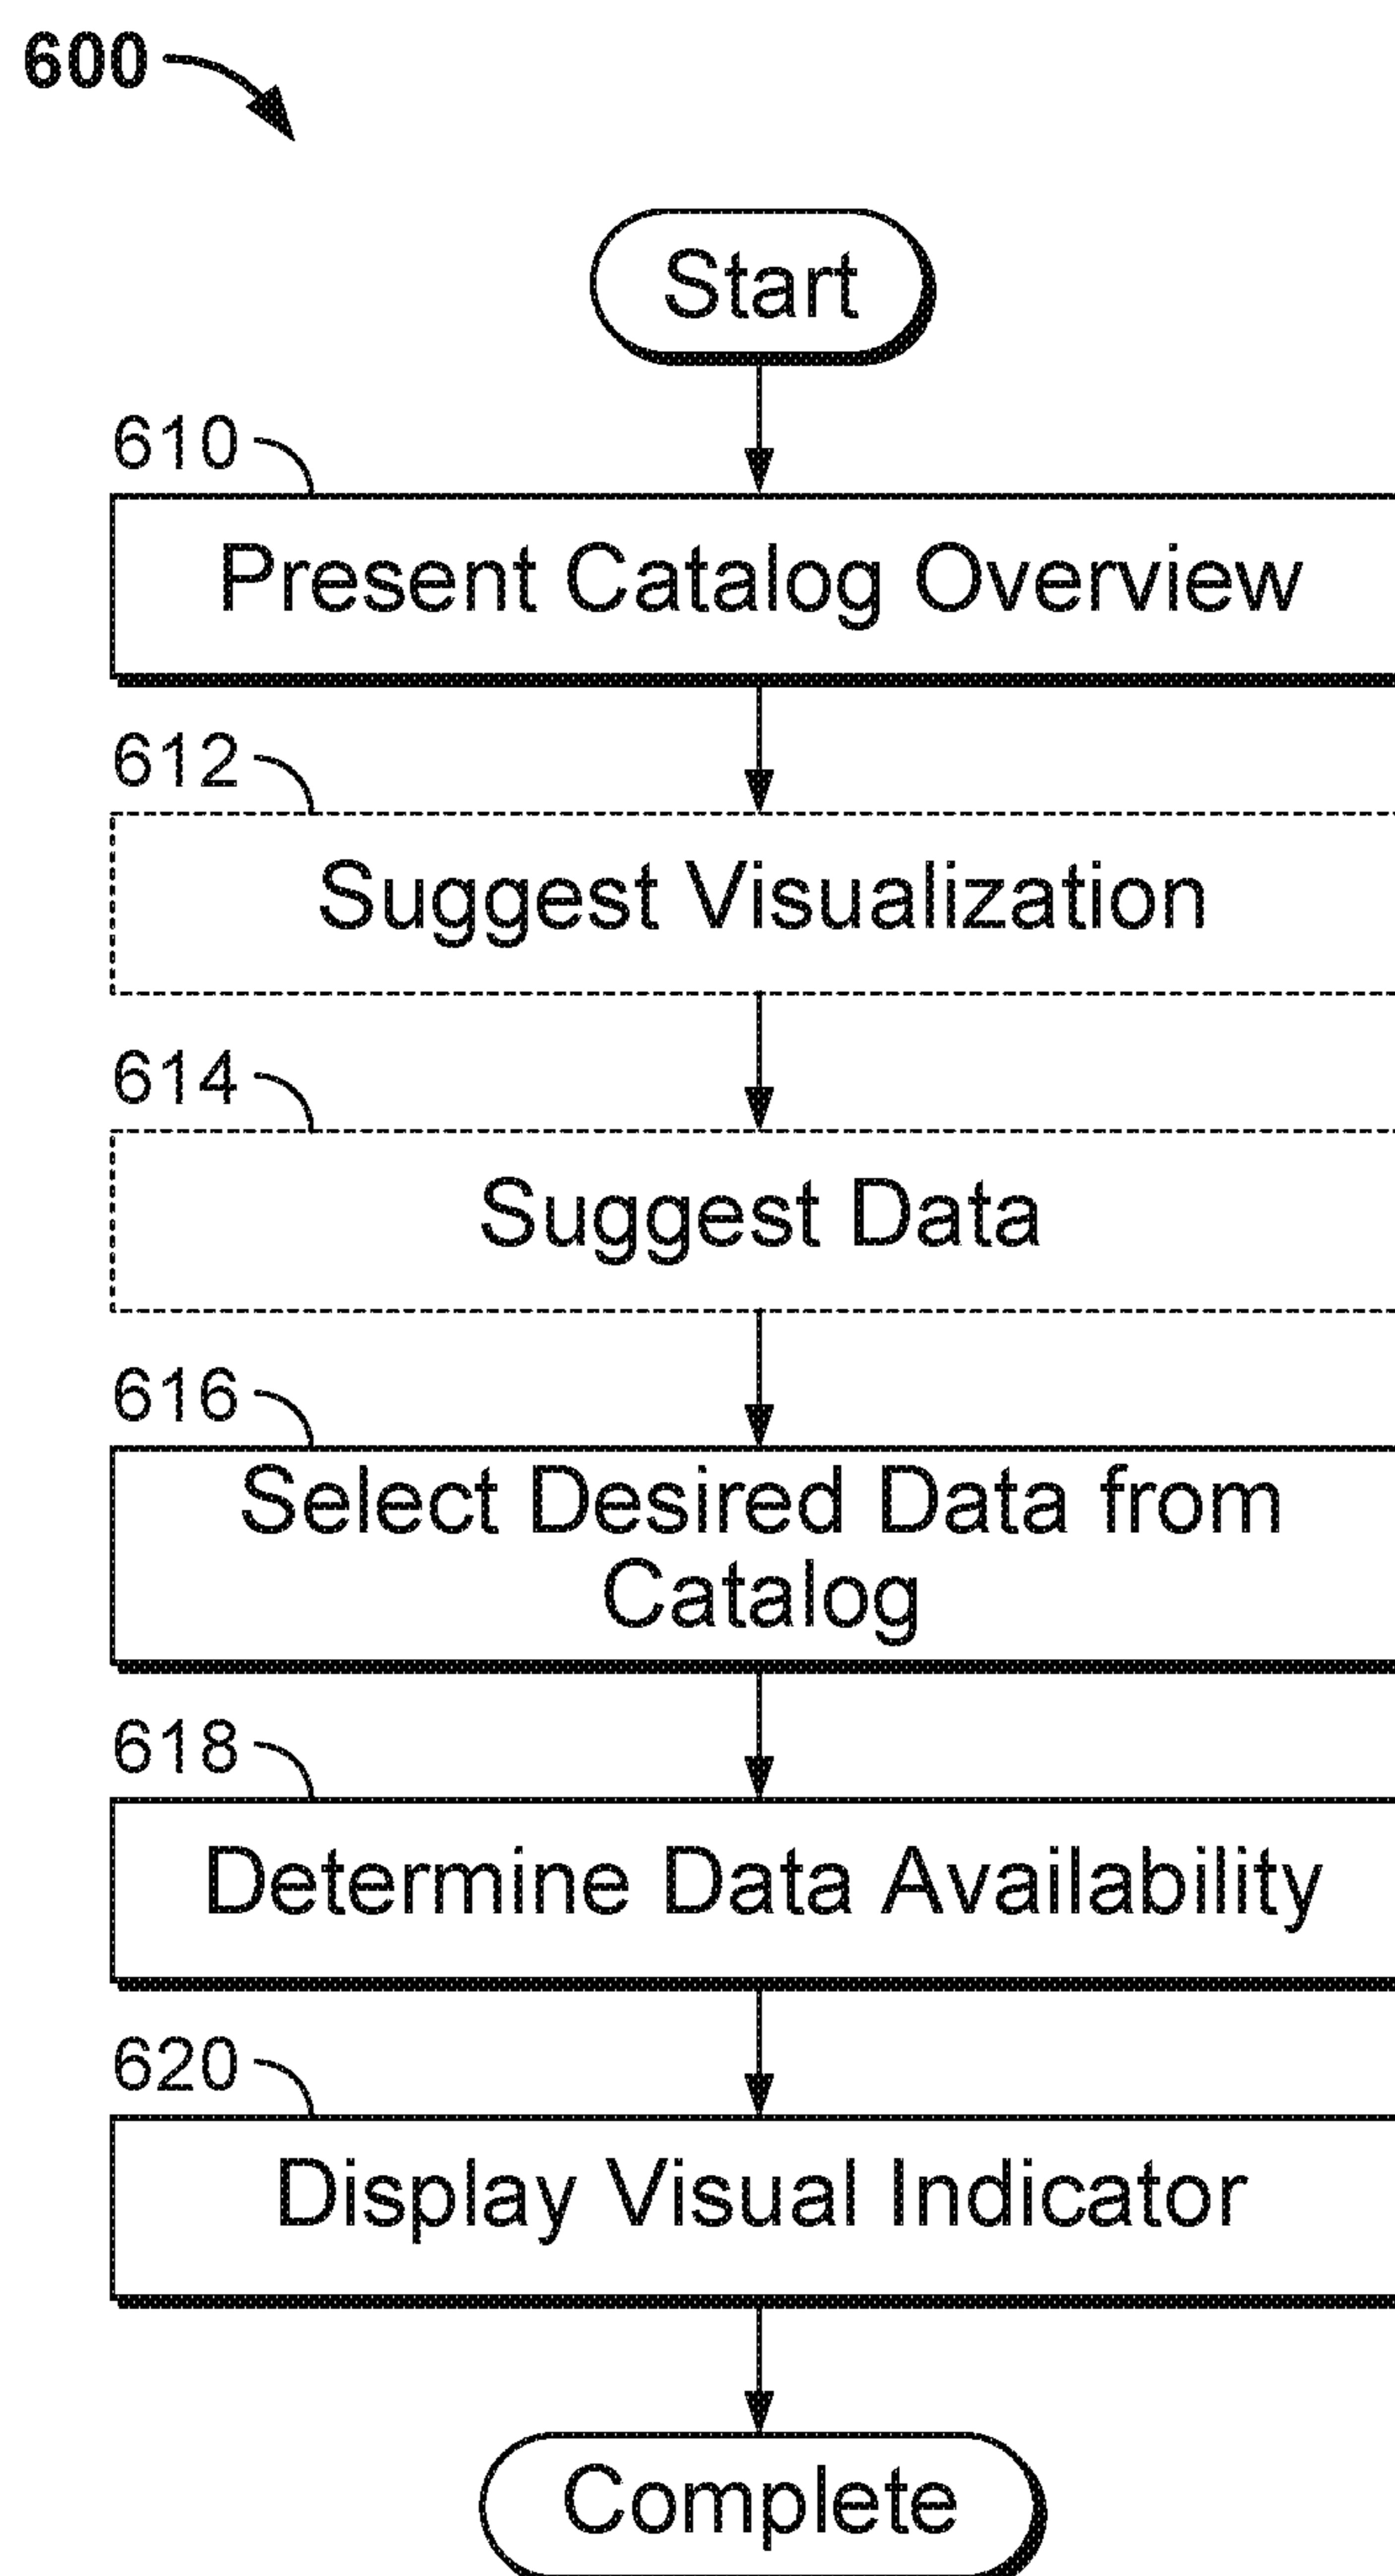 600
Start
610
Present Catalog Overview
612
Suggest Visualization
614
Suggest Data
616
Select Desired Data from
Catalog
618
Determine Data Availability
620
Display Visual Indicator
Complete